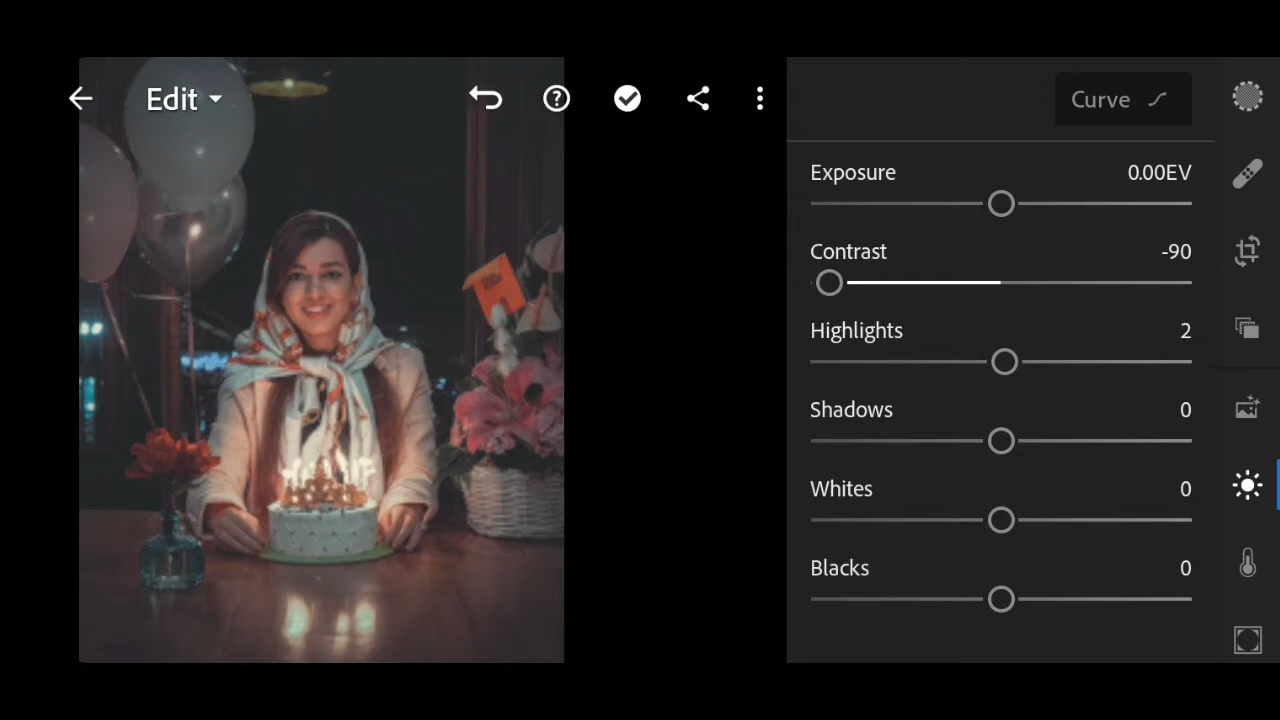 Edit
Curve
Exposure 0.00EV
Contrast -90
Highlights 2
Shadows 0
Whites 0
Blacks 0